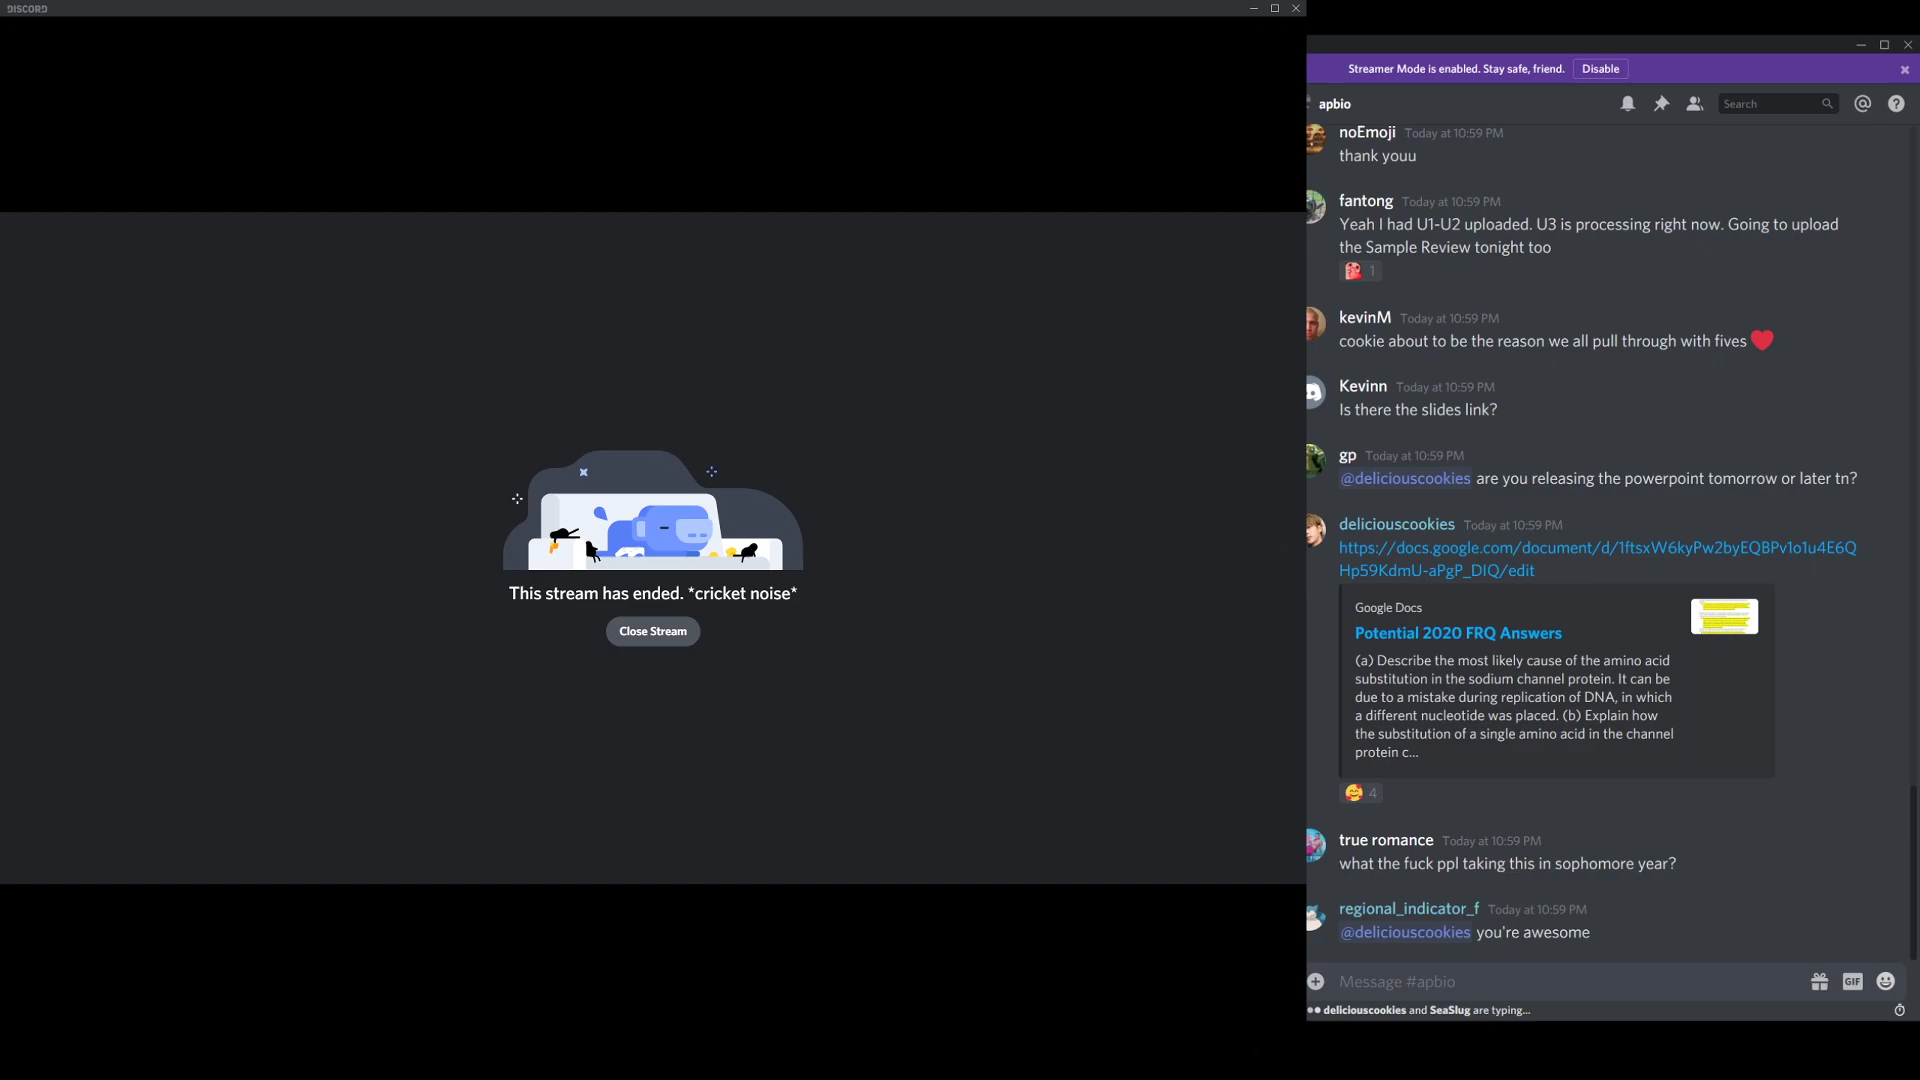 DISCORD
This stream has ended. *cricket noise*
Close Stream
Streamer Mode is enabled. Stay safe, friend. Disable
apbio
Search
noEmoji Today at 10:59 PM
thank youu
fantong Today at 10:59 PM
Yeah I had U1-U2 uploaded. U3 is processing right now. Going to upload
the Sample Review tonight too
1
kevinM Today at 10:59 PM
cookie about to be the reason we all pull through with fives
Kevinn Today at 10:59 PM
Is there the slides link?
gp Today at 10:59 PM
@deliciouscookies are you releasing the powerpoint tomorrow or later tn?
deliciouscookies Today at 10:59 PM
https://docs.google.com/document/d/1ftsxW6kyPw2byEQBPv1o1u4E6Q
Hp59KdmU-aPgP_DIQ/edit
Google Docs
Potential 2020 FRQ Answers
(a) Describe the most likely cause of the amino acid
substitution in the sodium channel protein. It can be
due to a mistake during replication of DNA, in which
a different nucleotide was placed. (b) Explain how
the substitution of a single amino acid in the channel
protein c...
4
true romance Today at 10:59 PM
what the fuck ppl taking this in sophomore year?
regional_indicator_f Today at 10:59 PM
@deliciouscookies you're awesome
Message #apbio
GIF
deliciouscookies and SeaSlug are typing...